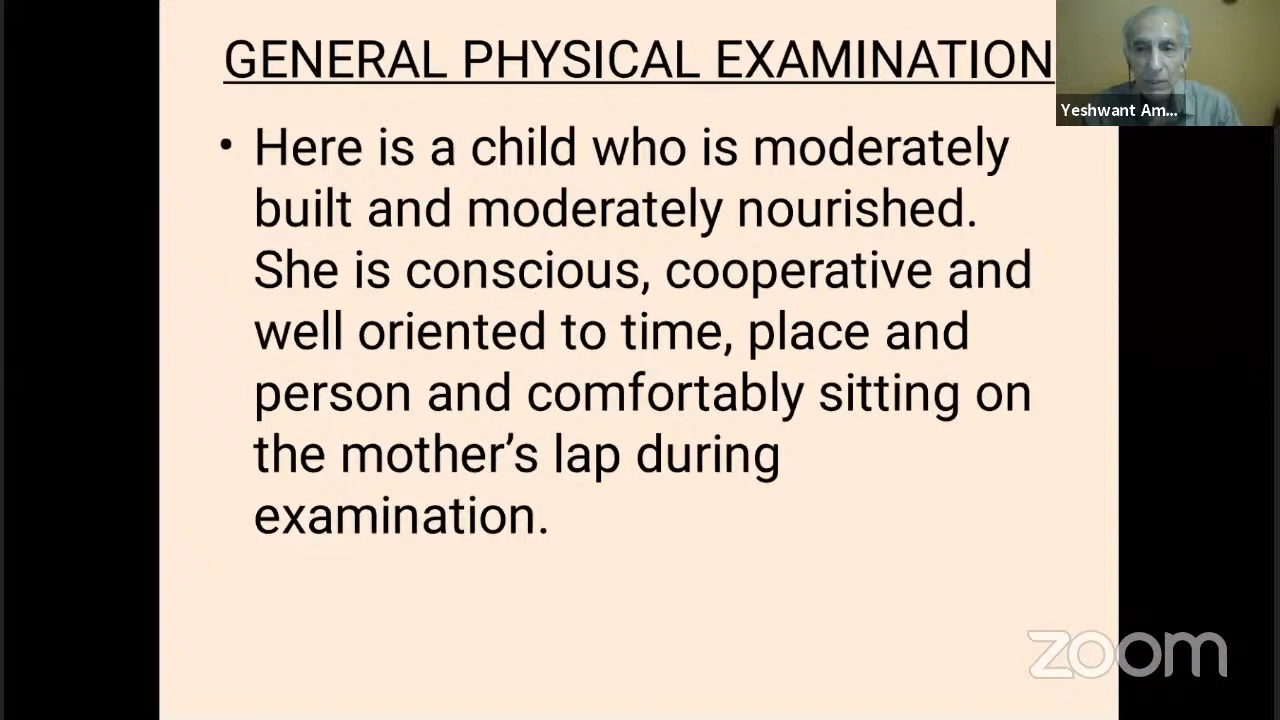 GENERAL PHYSICAL EXAMINATION
Yeshwant Am...
• Here is a child who is moderately
built and moderately nourished.
She is conscious, cooperative and
well oriented to time, place and
person and comfortably sitting on
the mother’s lap during
examination.
zoom